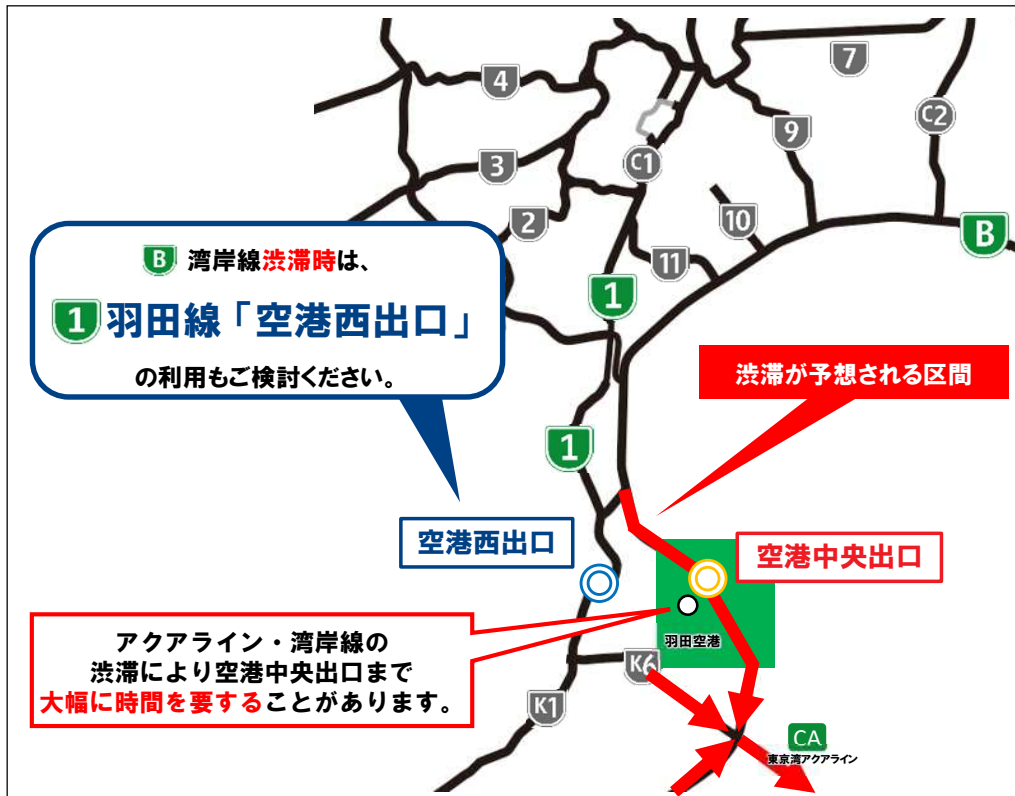 4
7
C2
9
C1
3
10
2
B
11
B 湾岸線渋滞時は、
1 羽田線「空港西出口」
の利用もご検討ください。
1
渋滞が予想される区間
1
空港西出口
空港中央出口
羽田空港
アクアライン・湾岸線の
渋滞により空港中央出口まで
大幅に時間を要することがあります。
K6
K1
CA
東京湾アクアライン